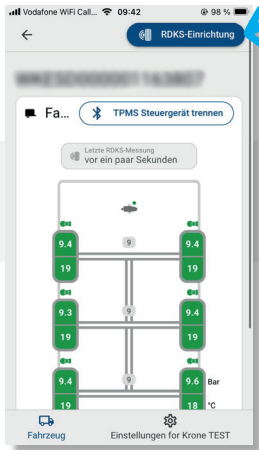 Vodafone WiFi Call... 09:42 98 %
RDKS-Einrichtung
Fa... TPMS Steuergerät trennen
Letzte RDKS-Messung
vor ein paar Sekunden
9.4 9 9.4
19 19
9.3 9 9.4
19 19
9.4 9 9.6 Bar
19 18 °C
Fahrzeug Einstellungen for Krone TEST